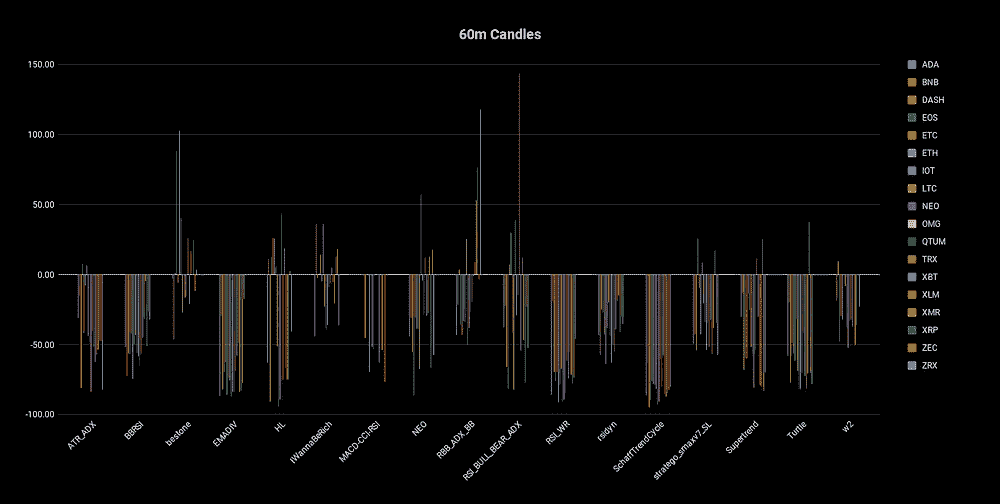 60m Candles
150.00
100.00
50.00
0.00
-50.00
-100.00
ATR_ADX
BBRSI
bestone
EMADIV
HL
IWannaBeRich
MACD-CCI-RSI
NEO
RBB_ADX_BB
RSI_BULL_BEAR_ADX
RSI_WR
rsidyn
SchaffTrendCycle
stratego_smaxv7_SL
Supertrend
Turtle
w2
ADA
BNB
DASH
EOS
ETC
ETH
IOT
LTC
NEO
OMG
QTUM
TRX
XBT
XLM
XMR
XRP
ZEC
ZRX